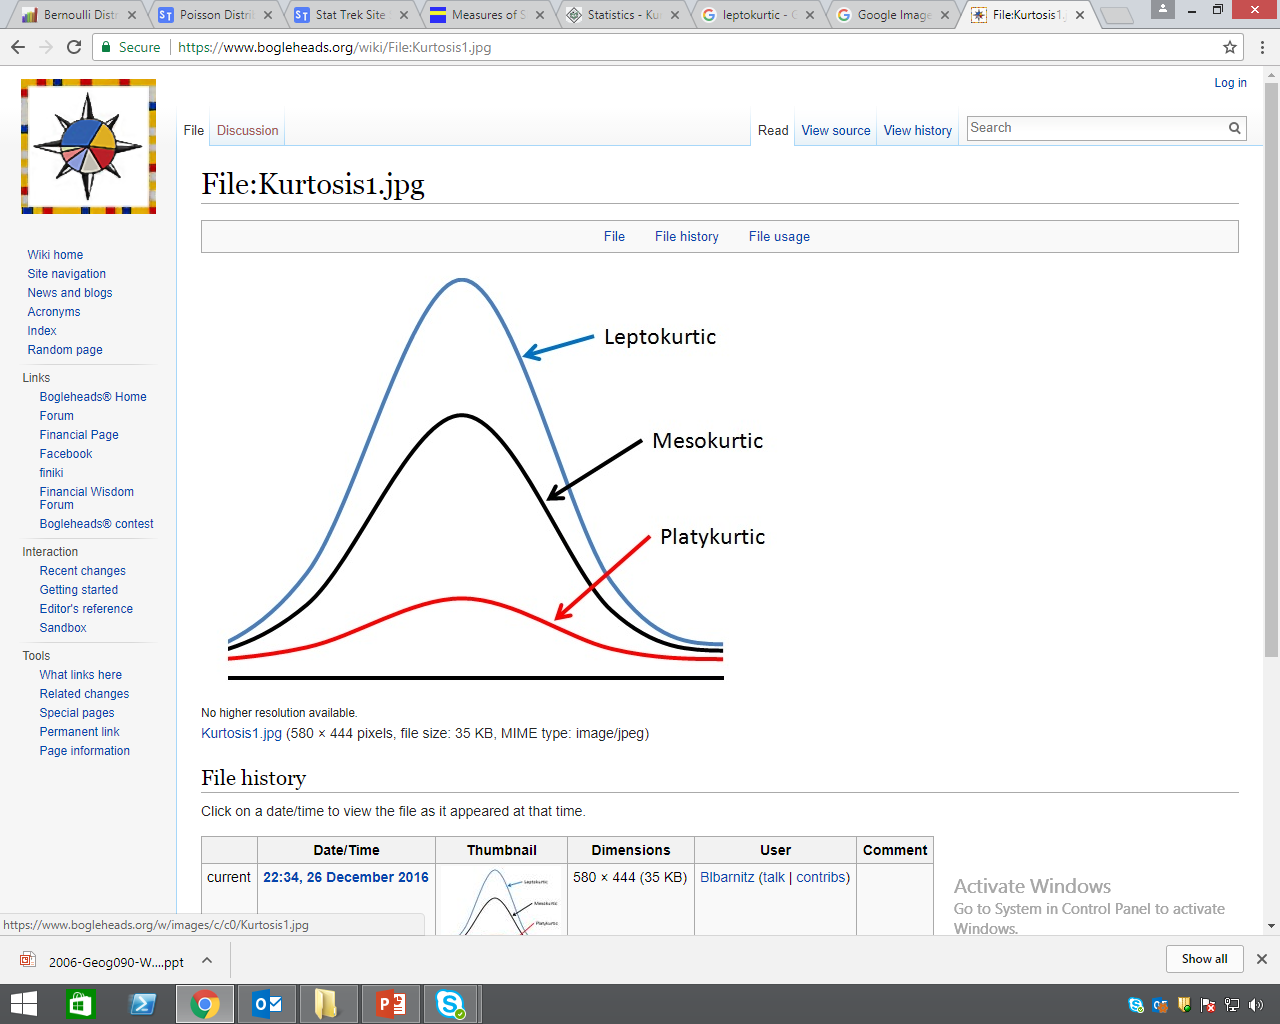 Bernoulli Distri
Poisson Distrib
Stat Trek Site
Measures of S
Statistics - Ku
leptokurtic - G
Google Image
File:Kurtosis1.j
Secure https://www.bogleheads.org/wiki/File:Kurtosis1.jpg
Log in
File Discussion Read View source View history Search
File:Kurtosis1.jpg
File File history File usage
Wiki home
Site navigation
News and blogs
Acronyms
Index
Random page
Links
Bogleheads® Home
Forum
Financial Page
Facebook
finiki
Financial Wisdom
Forum
Bogleheads® contest
Interaction
Recent changes
Getting started
Editor's reference
Sandbox
Tools
What links here
Related changes
Special pages
Permanent link
Page information
Leptokurtic
Mesokurtic
Platykurtic
No higher resolution available.
Kurtosis1.jpg (580 × 444 pixels, file size: 35 KB, MIME type: image/jpeg)
File history
Click on a date/time to view the file as it appeared at that time.
Date/Time Thumbnail Dimensions User Comment
current 22:34, 26 December 2016 580 × 444 (35 KB) Blbarnitz (talk | contribs)
Leptokurtic
Mesokurtic
Platykurtic
Activate Windows
Go to System in Control Panel to activate
Windows.
https://www.bogleheads.org/w/images/c/c0/Kurtosis1.jpg
2006-Geog090-W....ppt Show all